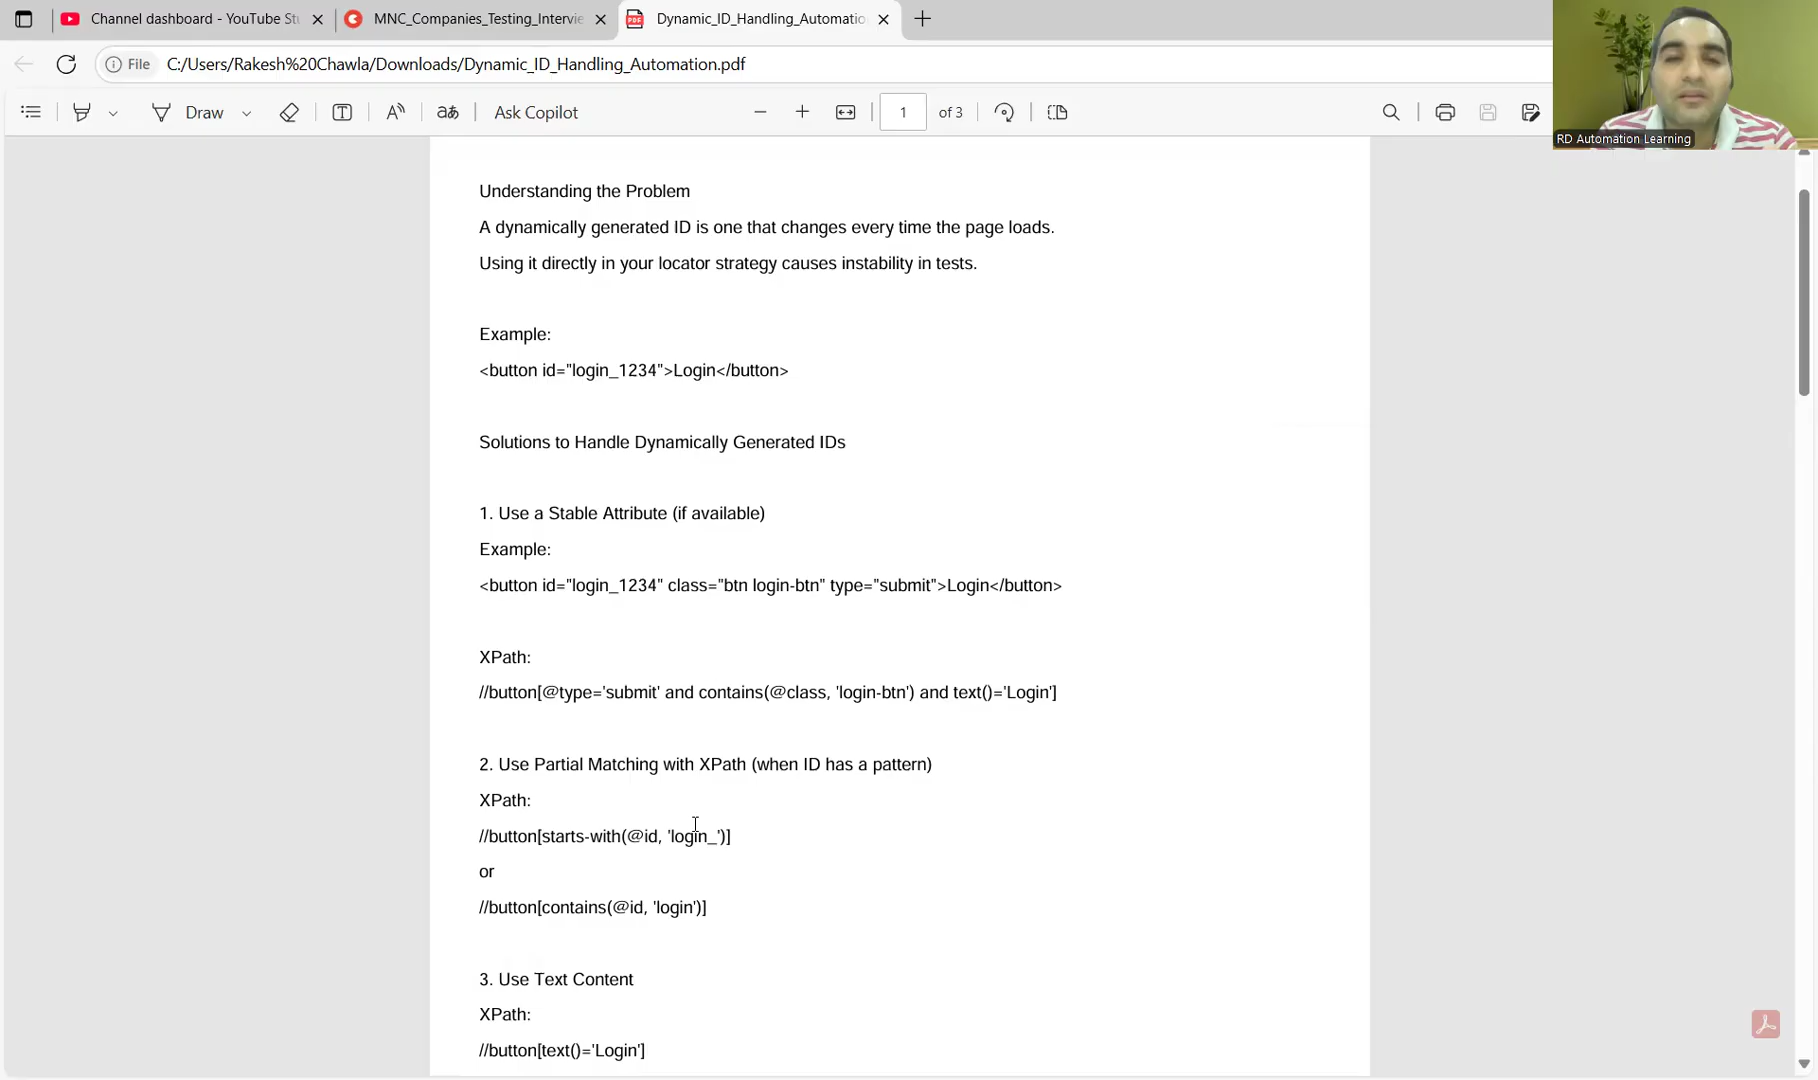 Channel dashboard - YouTube Stu
MNC_Companies_Testing_Intervie
Dynamic_ID_Handling_Automatio
File
C:/Users/Rakesh%20Chawla/Downloads/Dynamic_ID_Handling_Automation.pdf
Draw
aあ
Ask Copilot
1
of 3
RD Automation Learning
Understanding the Problem
A dynamically generated ID is one that changes every time the page loads.
Using it directly in your locator strategy causes instability in tests.
Example:
<button id="login_1234">Login</button>
Solutions to Handle Dynamically Generated IDs
1. Use a Stable Attribute (if available)
Example:
<button id="login_1234" class="btn login-btn" type="submit">Login</button>
XPath:
//button[@type='submit' and contains(@class, 'login-btn') and text()='Login']
2. Use Partial Matching with XPath (when ID has a pattern)
XPath:
//button[starts-with(@id, 'login_')]
or
//button[contains(@id, 'login')]
3. Use Text Content
XPath:
//button[text()='Login']